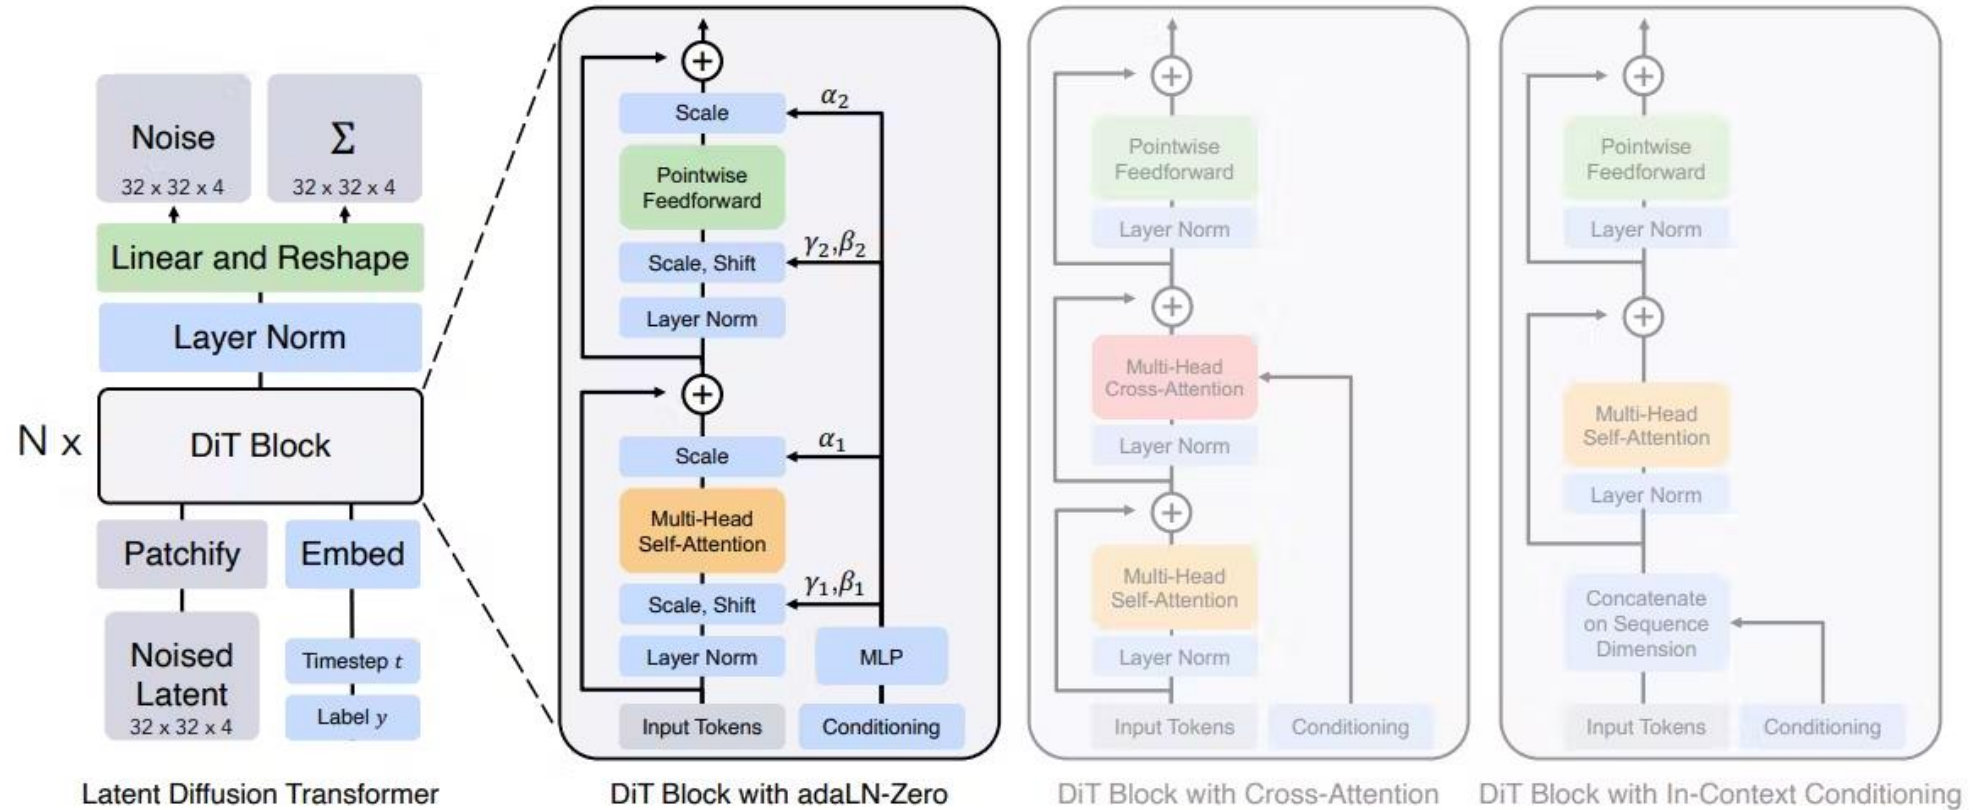 Noise
32 x 32 x 4
Σ
32 x 32 x 4
Linear and Reshape
Layer Norm
N x
DiT Block
Patchify
Embed
Noised
Latent
32 x 32 x 4
Timestep t
Label y
Latent Diffusion Transformer
Scale
α₂
Pointwise
Feedforward
Scale, Shift
γ₂,β₂
Layer Norm
Scale
α₁
Multi-Head
Self-Attention
Scale, Shift
γ₁,β₁
Layer Norm
MLP
Input Tokens
Conditioning
DiT Block with adaLN-Zero
Pointwise
Feedforward
Layer Norm
Multi-Head
Cross-Attention
Layer Norm
Multi-Head
Self-Attention
Layer Norm
Input Tokens
Conditioning
DiT Block with Cross-Attention
Pointwise
Feedforward
Layer Norm
Multi-Head
Self-Attention
Layer Norm
Concatenate
on Sequence
Dimension
Input Tokens
Conditioning
DiT Block with In-Context Conditioning